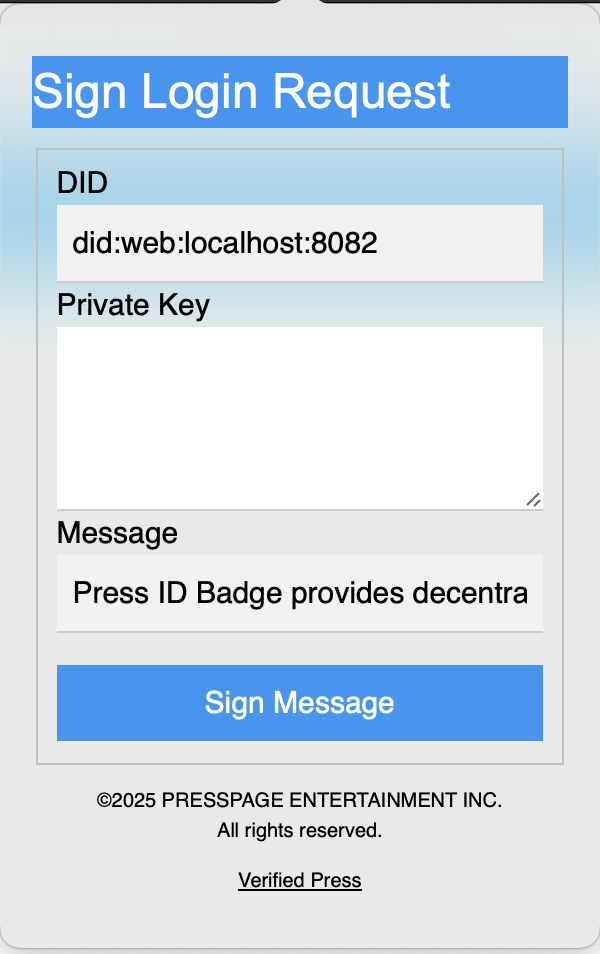 Sign Login Request
DID
did:web:localhost:8082
Private Key
Message
Press ID Badge provides decentra
Sign Message
©2025 PRESSPAGE ENTERTAINMENT INC.
All rights reserved.
Verified Press